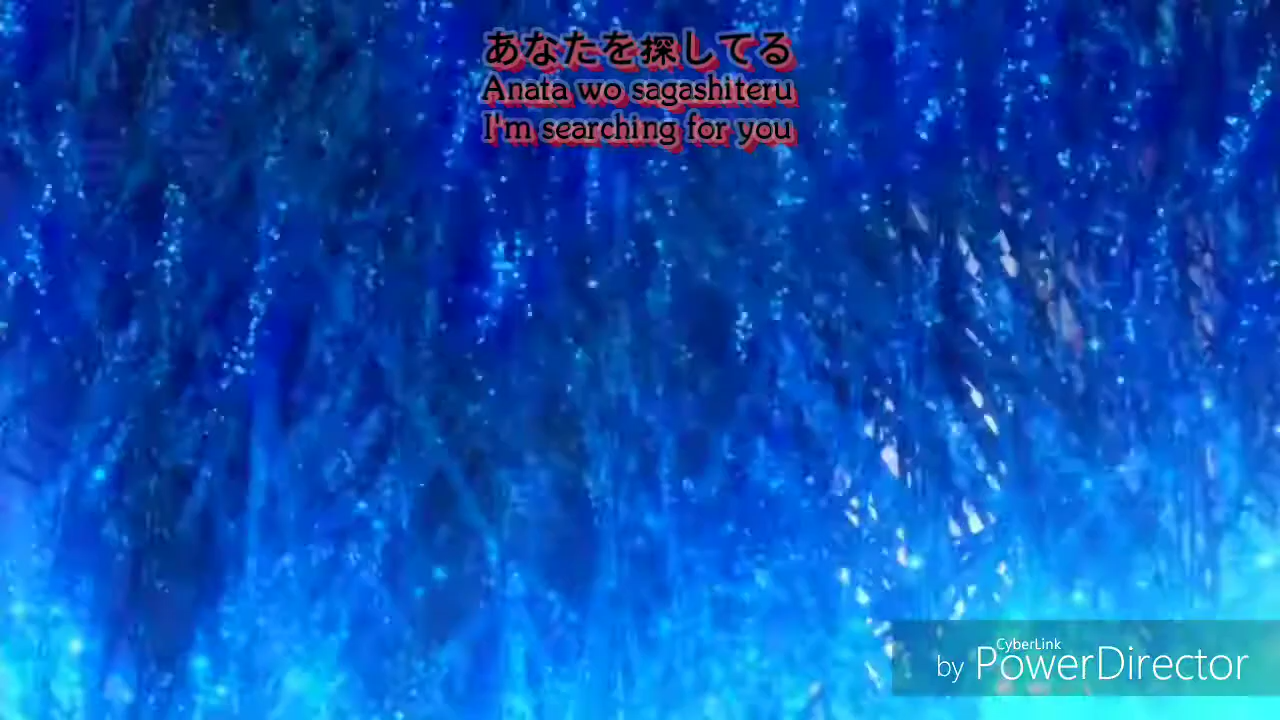 あなたを探してる
Anata wo sagashiteru
I'm searching for you
CyberLink
by PowerDirector